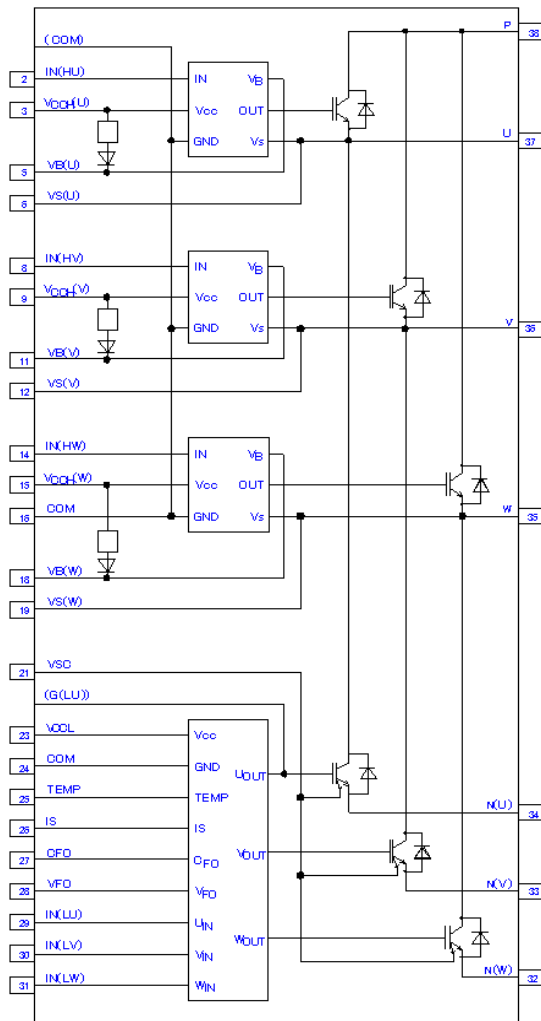 (COM)
P
38
2
IN(HU)
IN
VB
3
VCCH(U)
Vcc
OUT
GND
Vs
U
37
5
VB(U)
6
VS(U)
8
IN(HV)
IN
VB
9
VCCH(V)
Vcc
OUT
GND
Vs
V
36
11
VB(V)
12
VS(V)
14
IN(HW)
IN
VB
15
VCCH(W)
Vcc
OUT
16
COM
GND
Vs
W
35
18
VB(W)
19
VS(W)
21
VSC
(G(LU))
23
VCCL
Vcc
24
COM
GND
UOUT
25
TEMP
TEMP
N(U)
34
26
IS
IS
27
CFO
CFO
VOUT
28
VFO
VFO
N(V)
33
29
IN(LU)
UIN
30
IN(LV)
VIN
WOUT
31
IN(LW)
WIN
N(W)
32